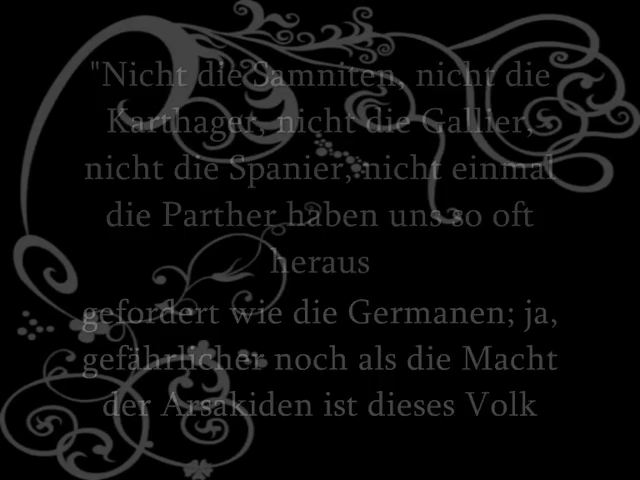 "Nicht die Samniten, nicht die
Karthager, nicht die Gallier,
nicht die Spanier, nicht einmal
die Parther haben uns so oft
heraus
gefordert wie die Germanen; ja,
gefährlicher noch als die Macht
der Arsakiden ist dieses Volk